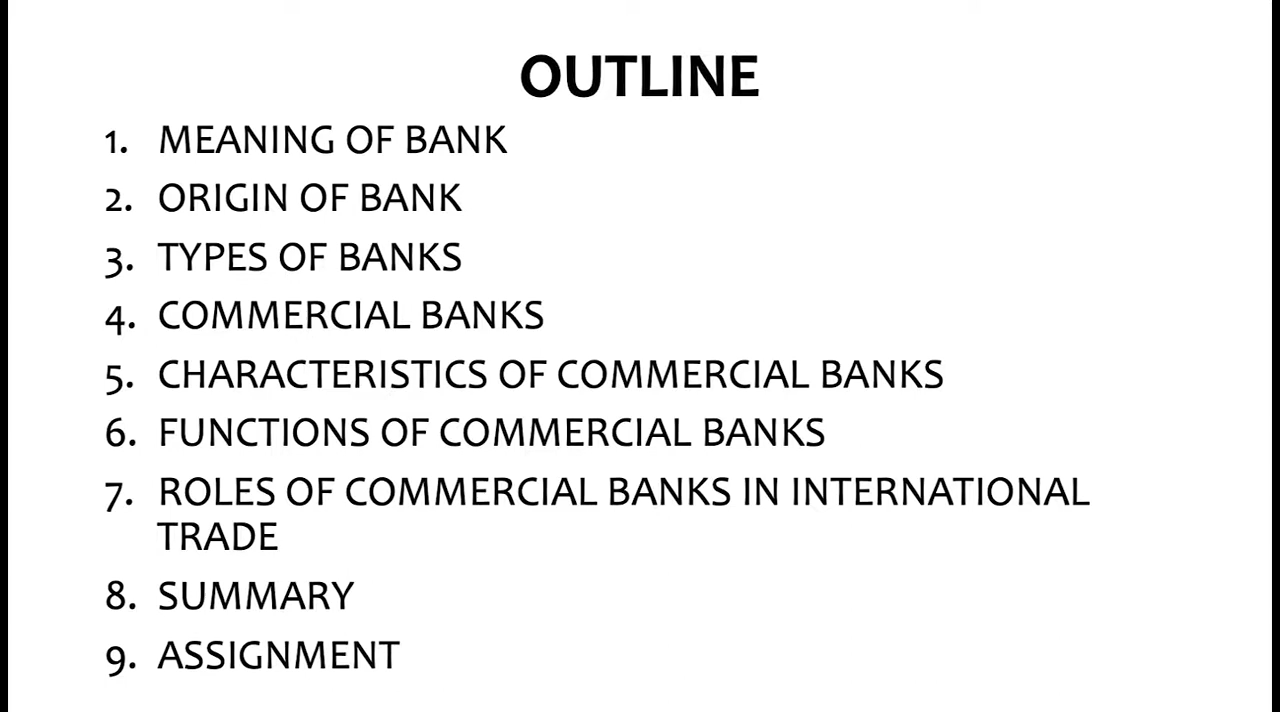 OUTLINE
1. MEANING OF BANK
2. ORIGIN OF BANK
3. TYPES OF BANKS
4. COMMERCIAL BANKS
5. CHARACTERISTICS OF COMMERCIAL BANKS
6. FUNCTIONS OF COMMERCIAL BANKS
7. ROLES OF COMMERCIAL BANKS IN INTERNATIONAL
TRADE
8. SUMMARY
9. ASSIGNMENT